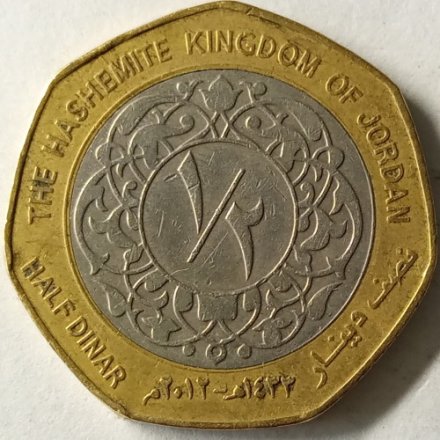 THE HASHEMITE KINGDOM OF JORDAN
١/٢
HALF DINAR
١٤٣٣هـ-٢٠١٢م
نصف دينار